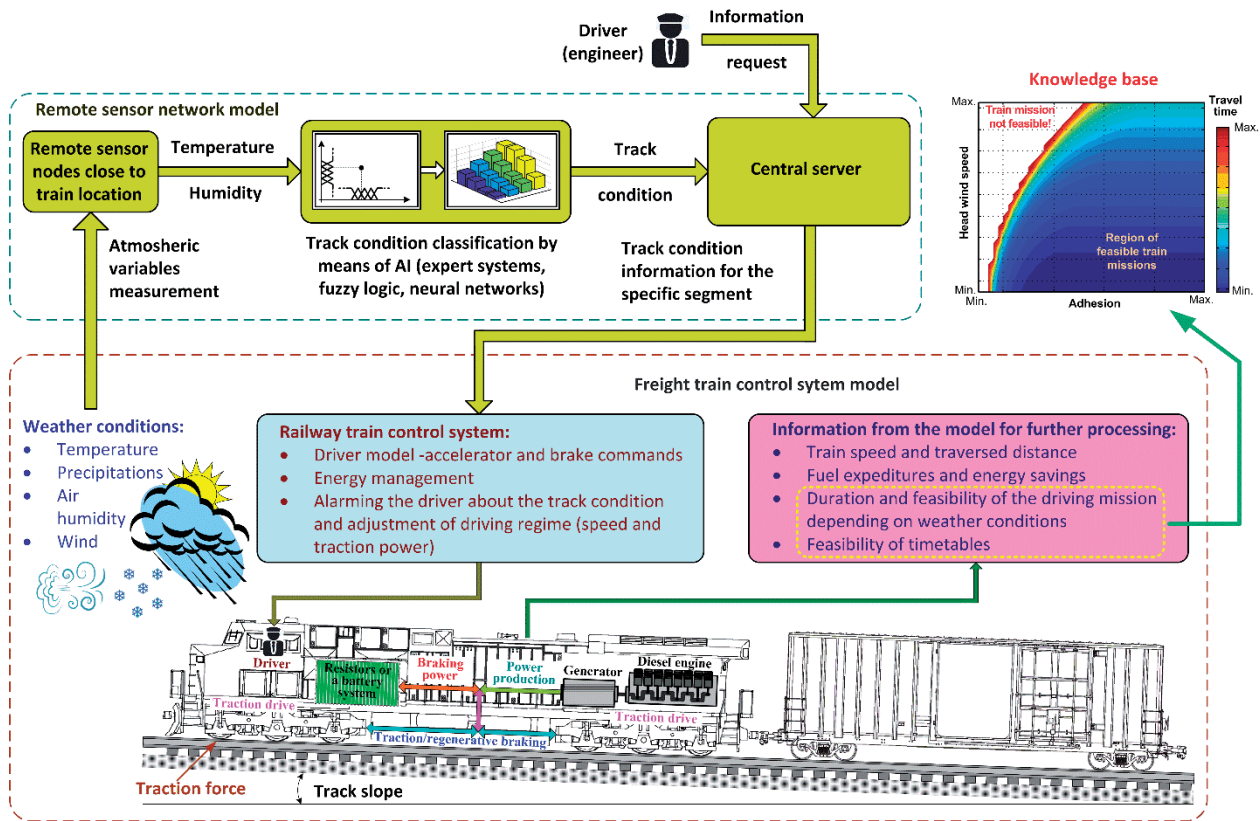 Driver
(engineer)
Information
request
Remote sensor network model
Remote sensor
nodes close to
train location
Temperature
Humidity
Track
condition
Central server
Atmosheric
variables
measurement
Track condition classification by
means of AI (expert systems,
fuzzy logic, neural networks)
Track condition
information for the
specific segment
Knowledge base
Max.
Train mission
not feasible!
Travel
time
Max.
Head wind speed
Region of
feasible train
missions
Min.
Min.
Min.
Adhesion
Max.
Freight train control sytem model
Weather conditions:
• Temperature
• Precipitations
• Air
humidity
• Wind
Railway train control system:
• Driver model -accelerator and brake commands
• Energy management
• Alarming the driver about the track condition
and adjustment of driving regime (speed and
traction power)
Information from the model for further processing:
• Train speed and traversed distance
• Fuel expeditures and energy savings
• Duration and feasibility of the driving mission
depending on weather conditions
• Feasibility of timetables
Driver
Resistors or
a battery
system
Braking
power
Power
production
Generator
Diesel engine
Traction drive
Traction drive
Traction/regenerative braking
Traction force
Track slope